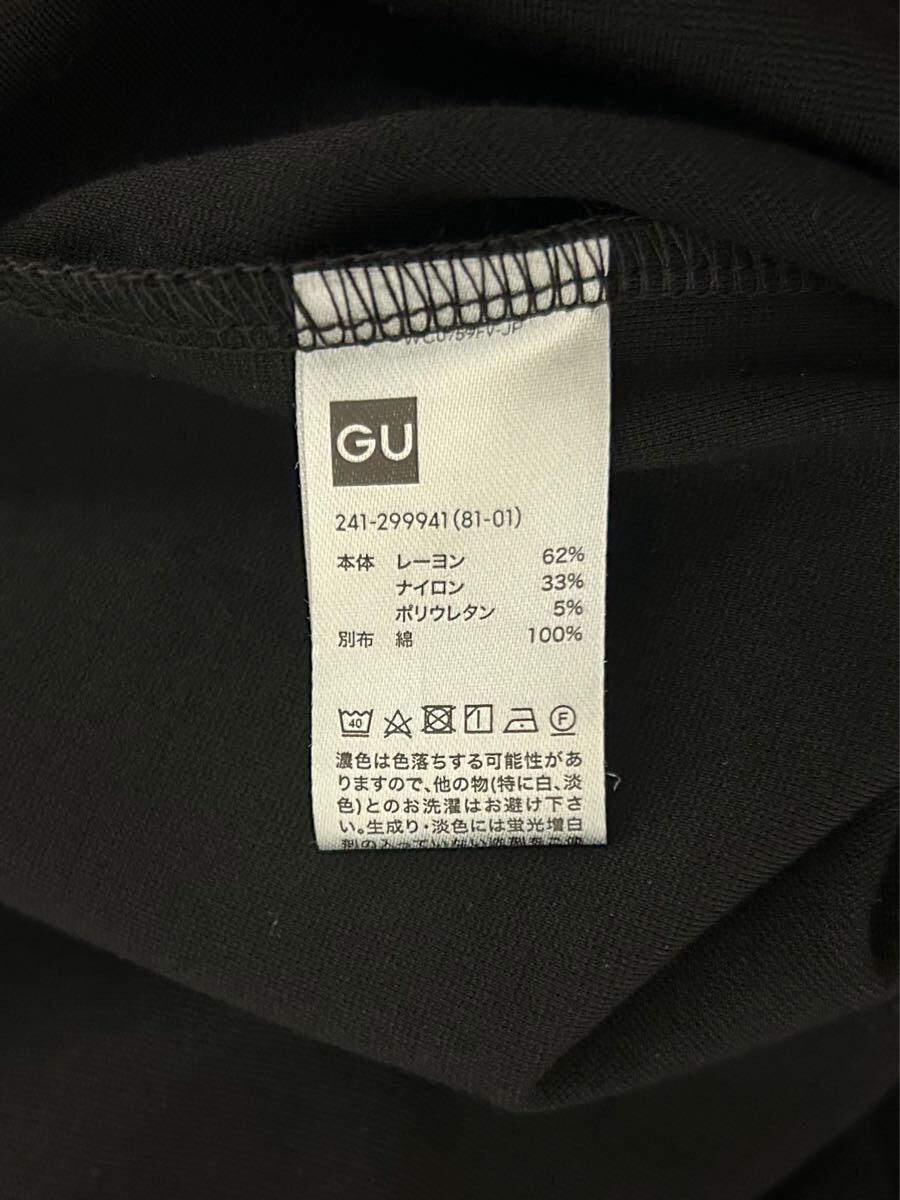 GU
241-299941(81-01)
本体 レーヨン 62%
ナイロン 33%
ポリウレタン 5%
別布 綿 100%
40 F
濃色は色落ちする可能性があ
りますので、他の物(特に白、淡
色)とのお洗濯はお避け下さ
い。生成り・淡色には蛍光増白